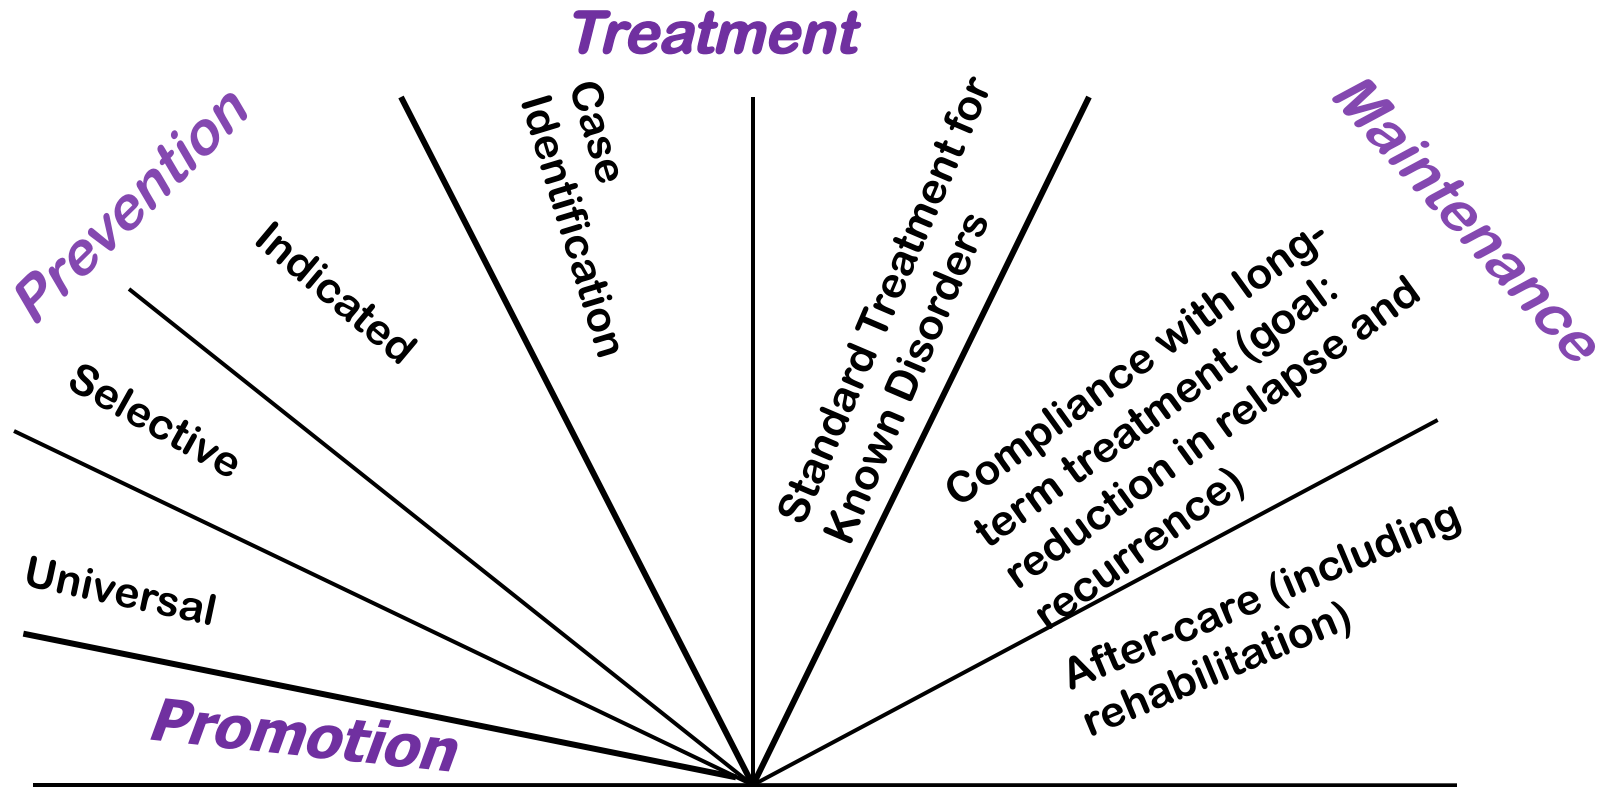 Treatment
Prevention
Maintenance
Promotion
Universal
Selective
Indicated
Case
Identification
Standard Treatment for
Known Disorders
Compliance with long-
term treatment (goal:
reduction in relapse and
recurrence)
After-care (including
rehabilitation)